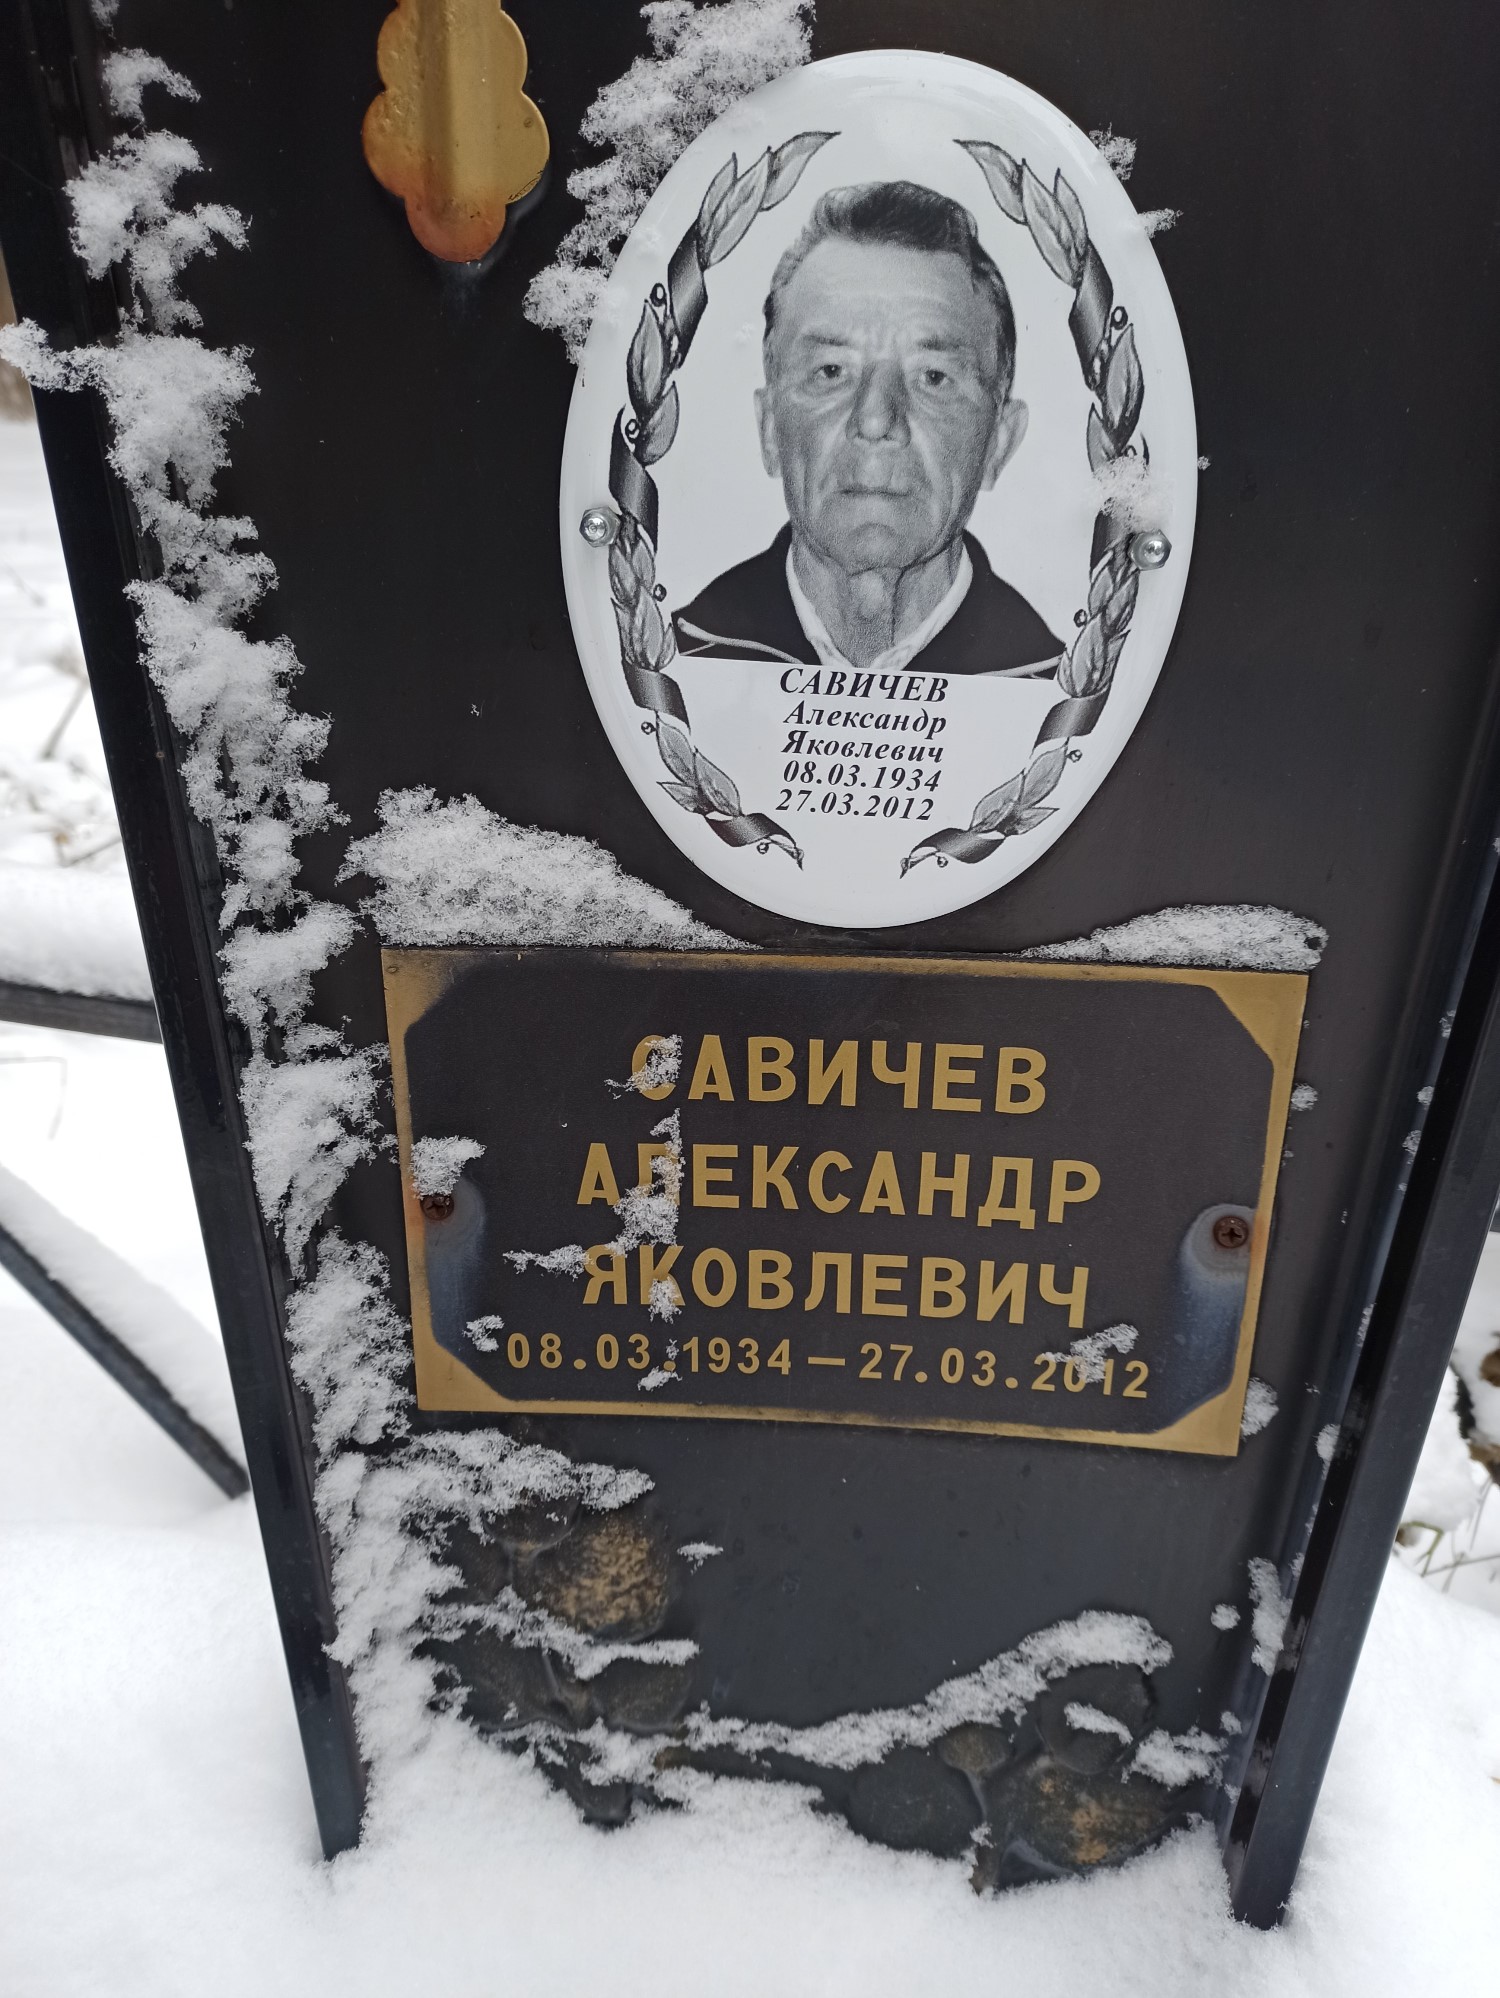 САВИЧЕВ
Александр
Яковлевич
08.03.1934
27.03.2012
САВИЧЕВ
АЛЕКСАНДР
ЯКОВЛЕВИЧ
08.03.1934 — 27.03.2012